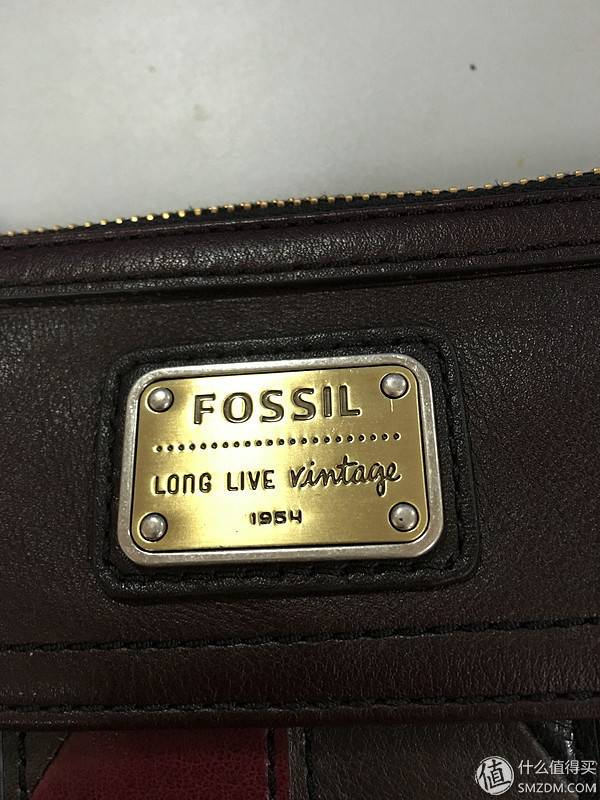 FOSSIL
LONG LIVE vintage
1954
值 什么值得买
SMZDM.COM